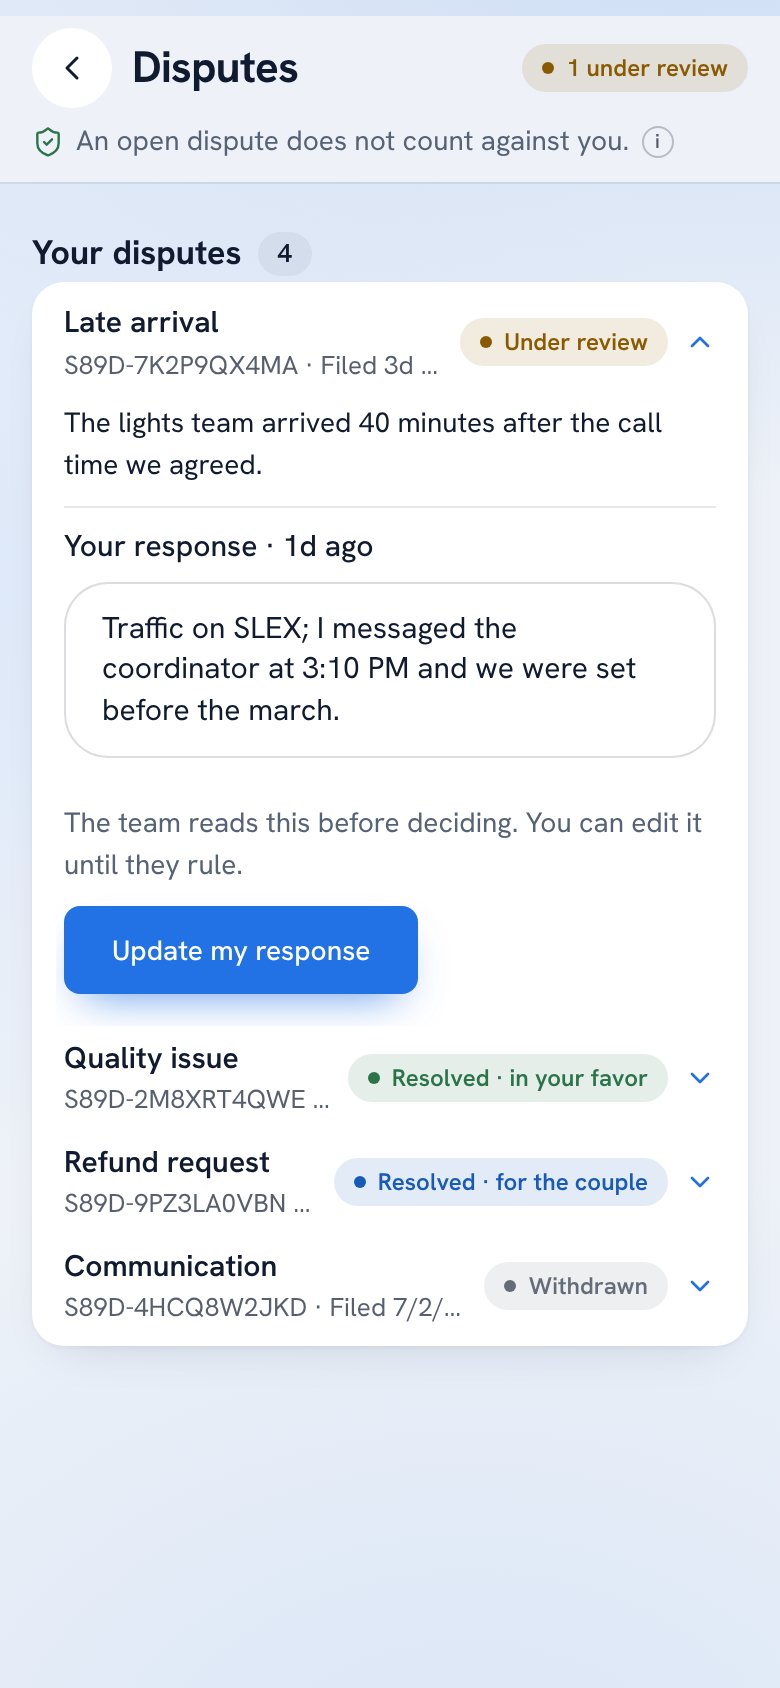 Disputes
1 under review
An open dispute does not count against you.
i
Your disputes 4
Late arrival
S89D-7K2P9QX4MA · Filed 3d ...
Under review
The lights team arrived 40 minutes after the call
time we agreed.
Your response · 1d ago
Traffic on SLEX; I messaged the
coordinator at 3:10 PM and we were set
before the march.
The team reads this before deciding. You can edit it
until they rule.
Update my response
Quality issue
S89D-2M8XRT4QWE ...
Resolved · in your favor
Refund request
S89D-9PZ3LA0VBN ...
Resolved · for the couple
Communication
S89D-4HCQ8W2JKD · Filed 7/2/...
Withdrawn